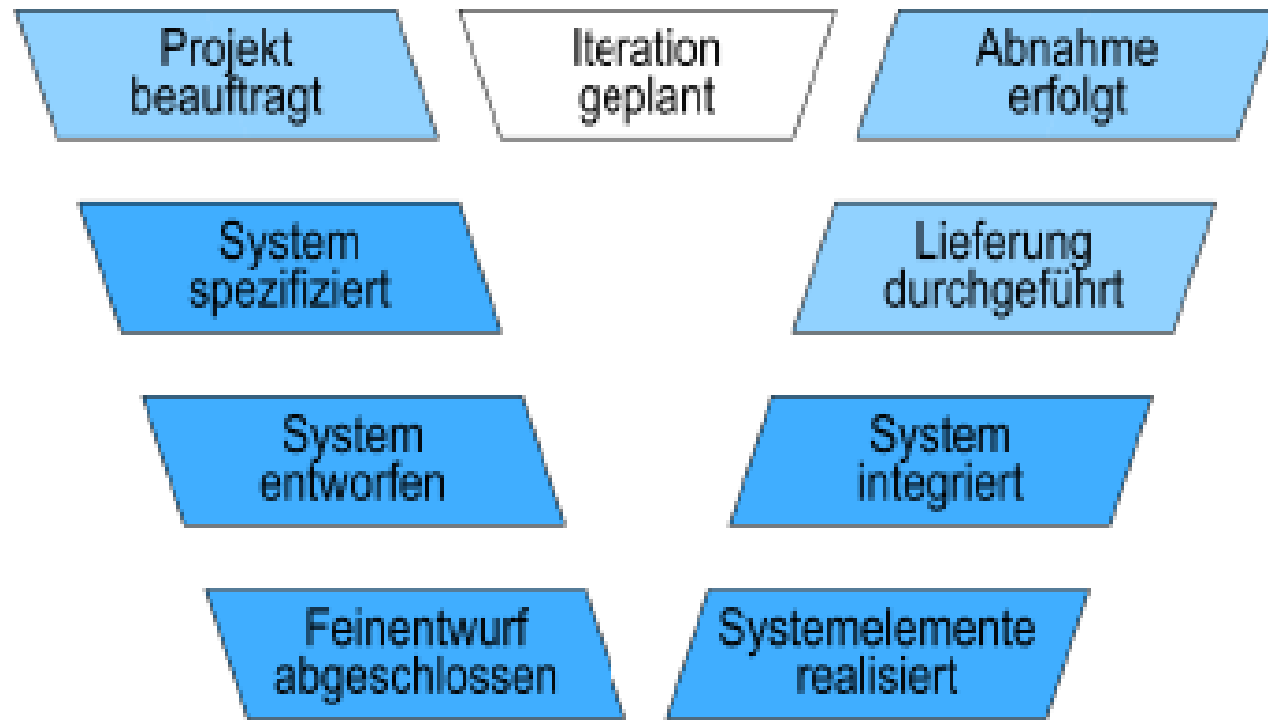 Projekt
beauftragt
Iteration
geplant
Abnahme
erfolgt
System
spezifiziert
Lieferung
durchgeführt
System
entworfen
System
integriert
Feinentwurf
abgeschlossen
Systemelemente
realisiert